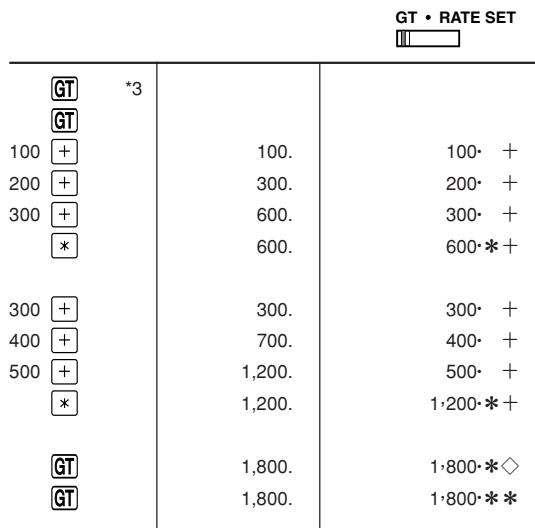 GT • RATE SET
GT *3
GT
100 + 100. 100• +
200 + 300. 200• +
300 + 600. 300• +
* 600. 600•*+
300 + 300. 300• +
400 + 700. 400• +
500 + 1,200. 500• +
* 1,200. 1,200•*+
GT 1,800. 1,800•*◇
GT 1,800. 1,800•**